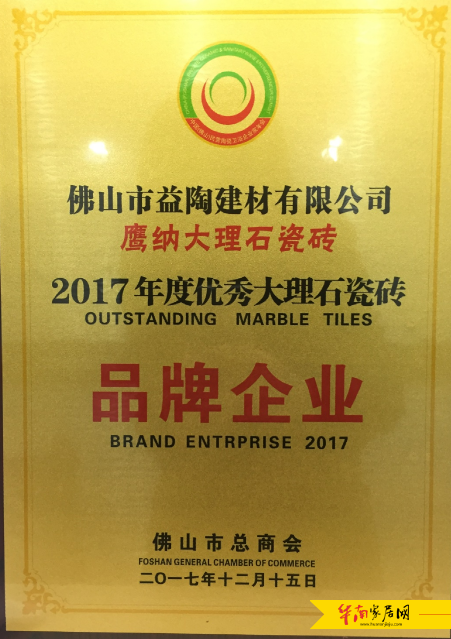 佛山市益陶建材有限公司
鹰纳大理石瓷砖
2017年度优秀大理石瓷砖
OUTSTANDING MARBLE TILES
品牌企业
BRAND ENTRPRISE 2017
佛山市总商会
FOSHAN GENERAL CHAMBER OF COMMERCE
二〇一七年十二月十五日
华南家居网